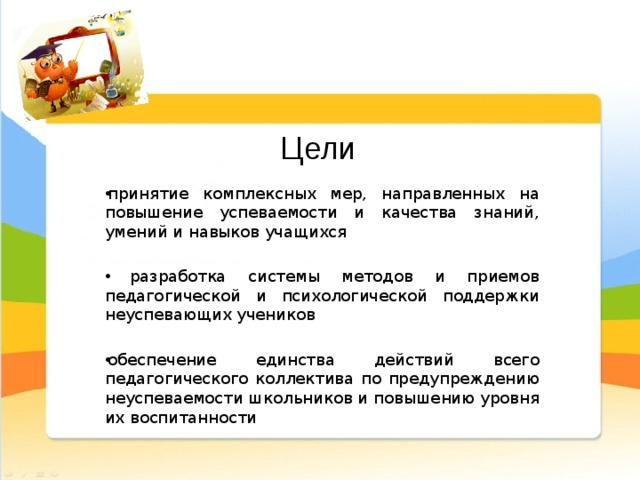 Цели
•принятие комплексных мер, направленных на
повышение успеваемости и качества знаний,
умений и навыков учащихся
• разработка системы методов и приемов
педагогической и психологической поддержки
неуспевающих учеников
•обеспечение единства действий всего
педагогического коллектива по предупреждению
неуспеваемости школьников и повышению уровня
их воспитанности